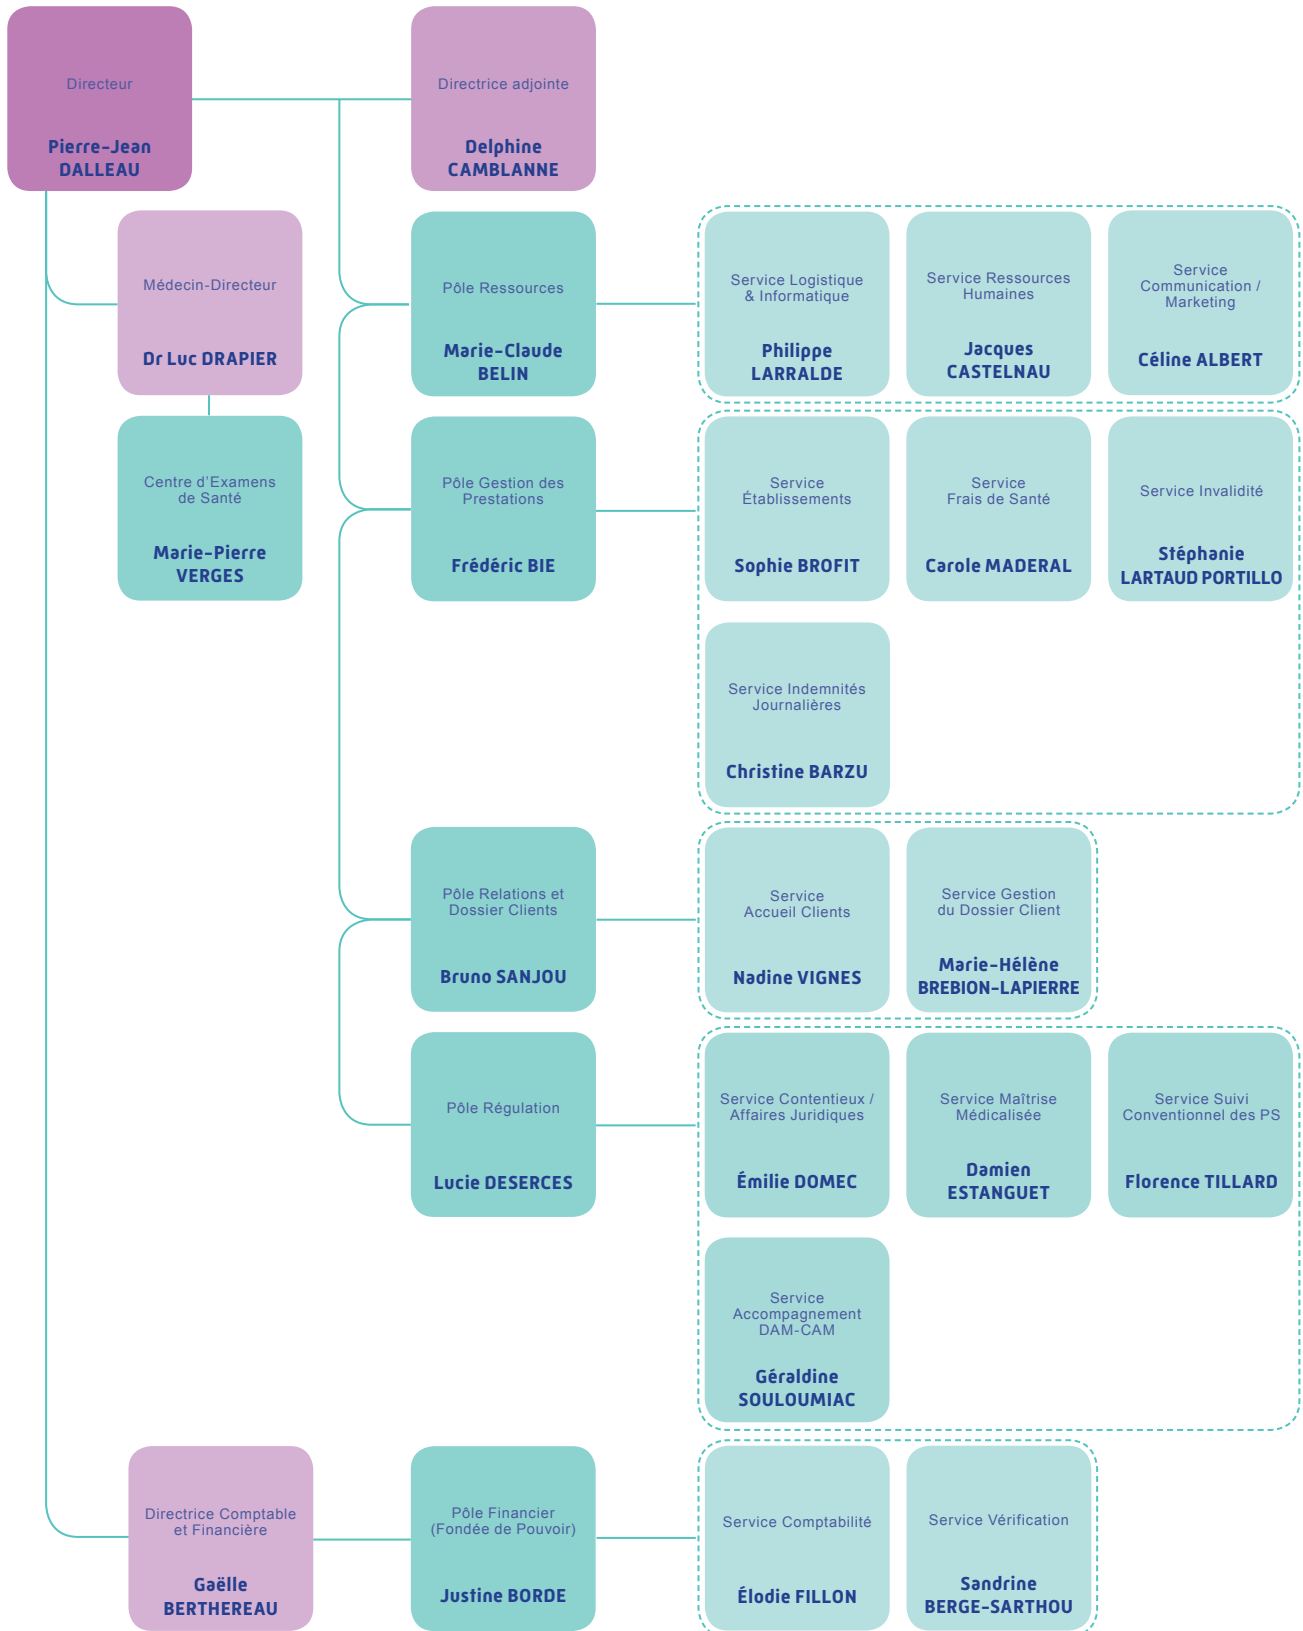 Directeur
Pierre-Jean
DALLEAU
Directrice adjointe
Delphine
CAMBLANNE
Médecin-Directeur
Dr Luc DRAPIER
Pôle Ressources
Marie-Claude
BELIN
Service Logistique
& Informatique
Philippe
LARRALDE
Service Ressources
Humaines
Jacques
CASTELNAU
Service
Communication /
Marketing
Céline ALBERT
Centre d'Examens
de Santé
Marie-Pierre
VERGES
Pôle Gestion des
Prestations
Frédéric BIE
Service
Établissements
Sophie BROFIT
Service
Frais de Santé
Carole MADERAL
Service Invalidité
Stéphanie
LARTAUD PORTILLO
Service Indemnités
Journalières
Christine BARZU
Pôle Relations et
Dossier Clients
Bruno SANJOU
Service
Accueil Clients
Nadine VIGNES
Service Gestion
du Dossier Client
Marie-Hélène
BREBION-LAPIERRE
Pôle Régulation
Lucie DESERCES
Service Contentieux /
Affaires Juridiques
Émilie DOMEC
Service Maîtrise
Médicalisée
Damien
ESTANGUET
Service Suivi
Conventionnel des PS
Florence TILLARD
Service
Accompagnement
DAM-CAM
Géraldine
SOULOUMIAC
Directrice Comptable
et Financière
Gaëlle
BERTHEREAU
Pôle Financier
(Fondée de Pouvoir)
Justine BORDE
Service Comptabilité
Élodie FILLON
Service Vérification
Sandrine
BERGE-SARTHOU